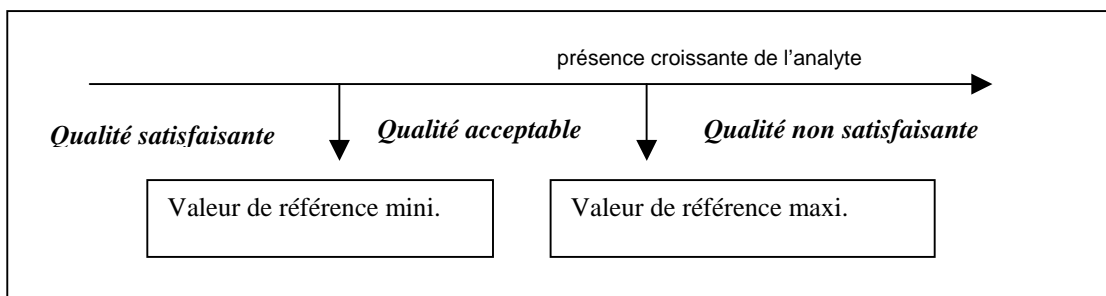 présence croissante de l'analyte
Qualité satisfaisante
Qualité acceptable
Qualité non satisfaisante
Valeur de référence mini.
Valeur de référence maxi.